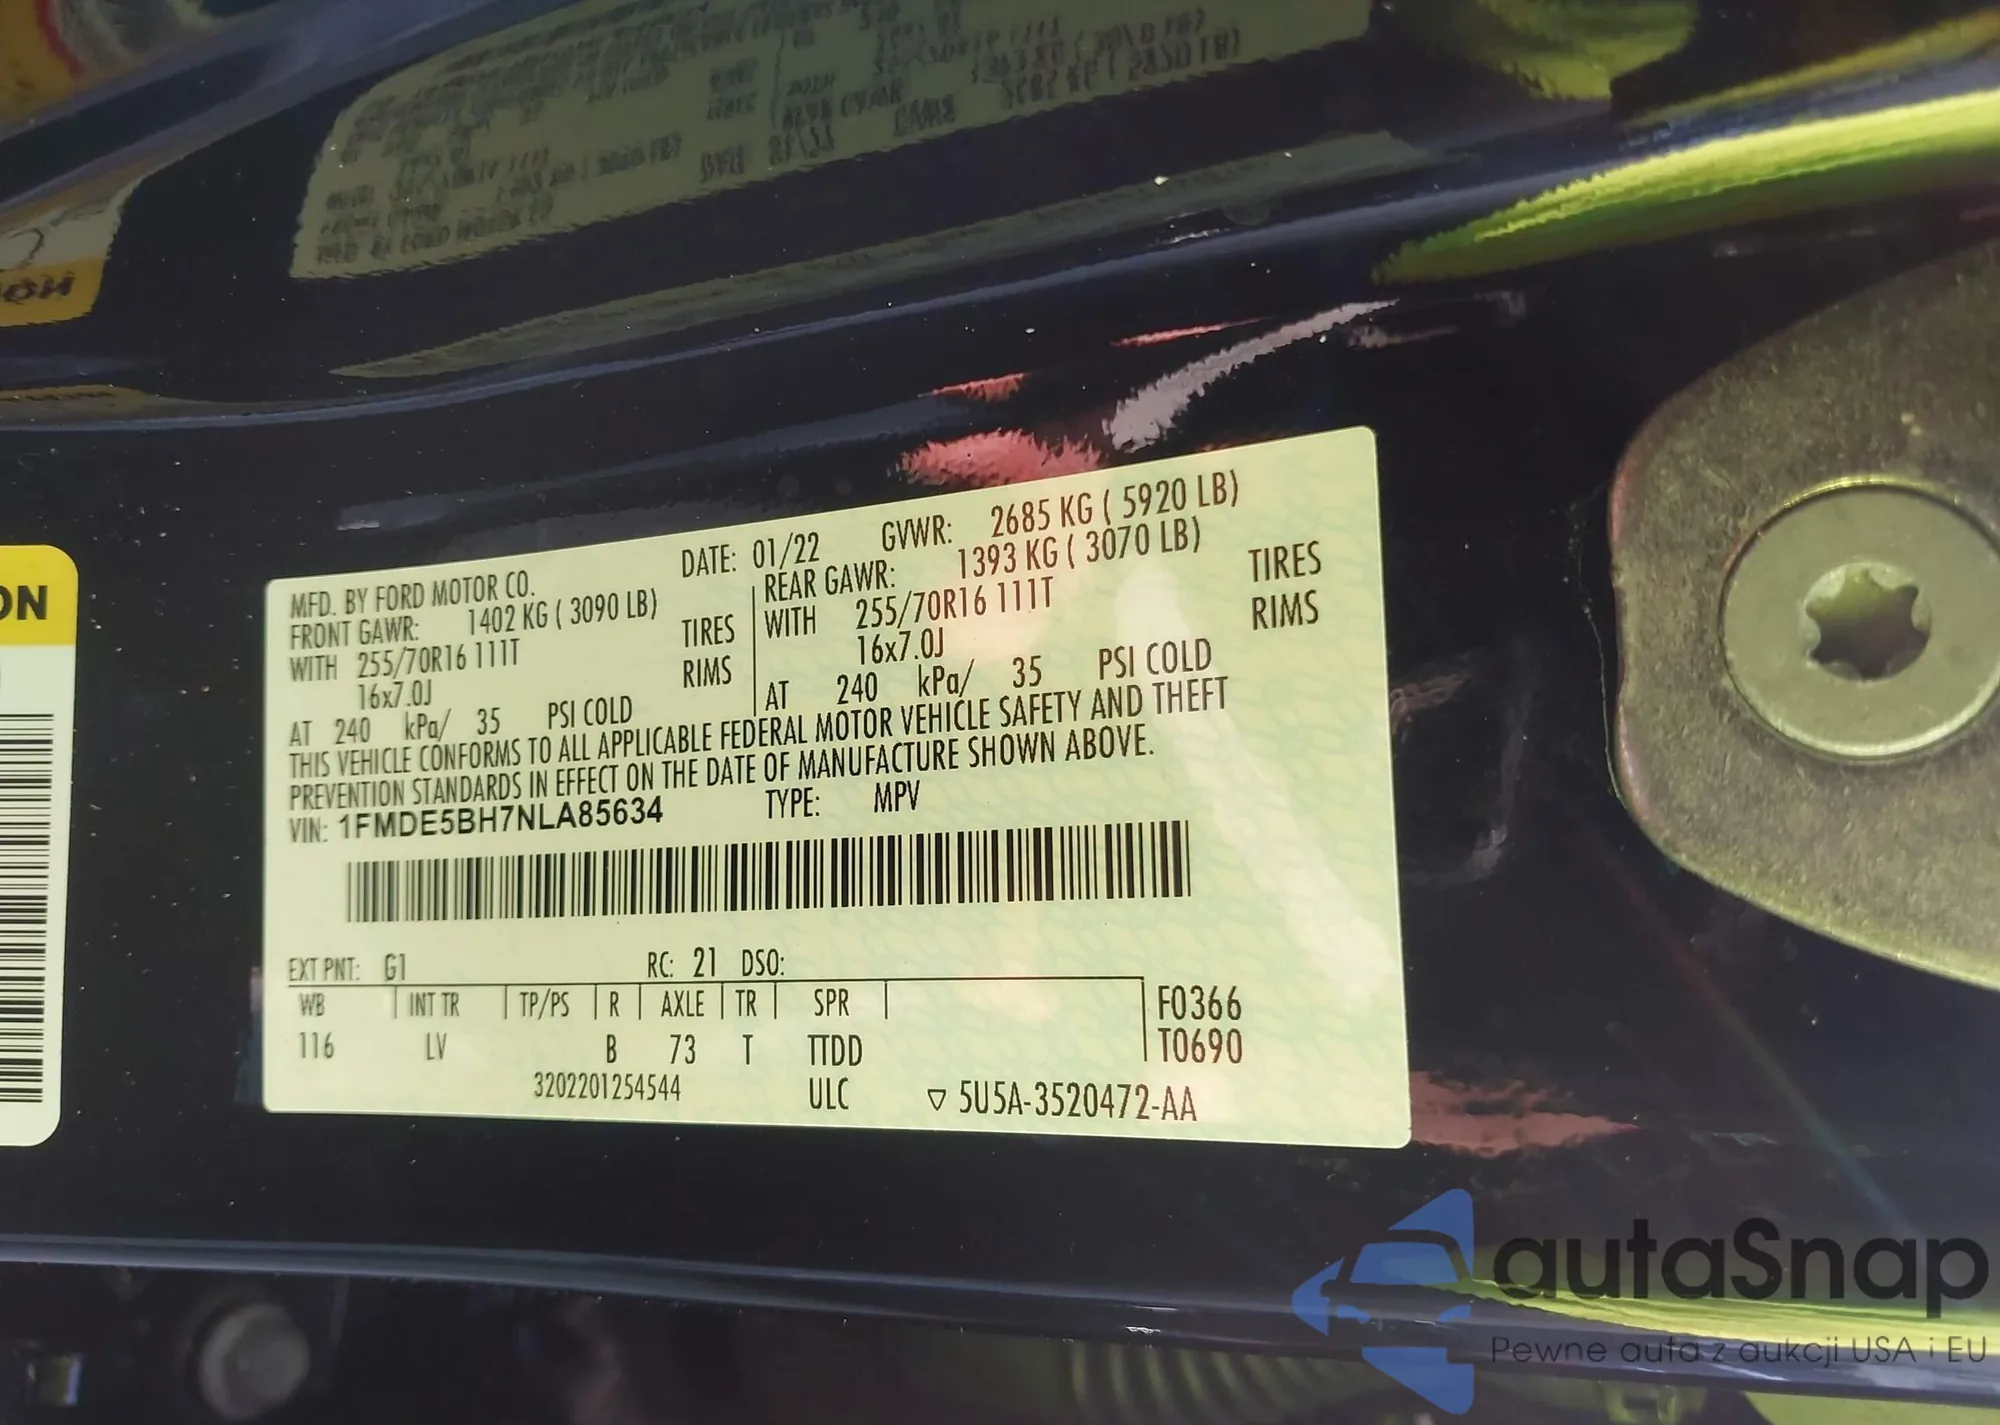 MFD. BY FORD MOTOR CO. DATE: 01/22 GVWR: 2685 KG ( 5920 LB)
FRONT GAWR: 1402 KG ( 3090 LB) REAR GAWR: 1393 KG ( 3070 LB)
WITH 255/70R16 111T TIRES WITH 255/70R16 111T TIRES
16x7.0J RIMS 16x7.0J RIMS
AT 240 kPa/ 35 PSI COLD AT 240 kPa/ 35 PSI COLD
THIS VEHICLE CONFORMS TO ALL APPLICABLE FEDERAL MOTOR VEHICLE SAFETY AND THEFT
PREVENTION STANDARDS IN EFFECT ON THE DATE OF MANUFACTURE SHOWN ABOVE.
VIN: 1FMDE5BH7NLA85634 TYPE: MPV
EXT PNT: G1 RC: 21 DSO:
WB INT TR TP/PS R AXLE TR SPR F0366
116 LV B 73 T TTDD T0690
3202201254544 ULC ▽ 5U5A-3520472-AA
ON
autaSnap
Pewne auta z aukcji USA i EU